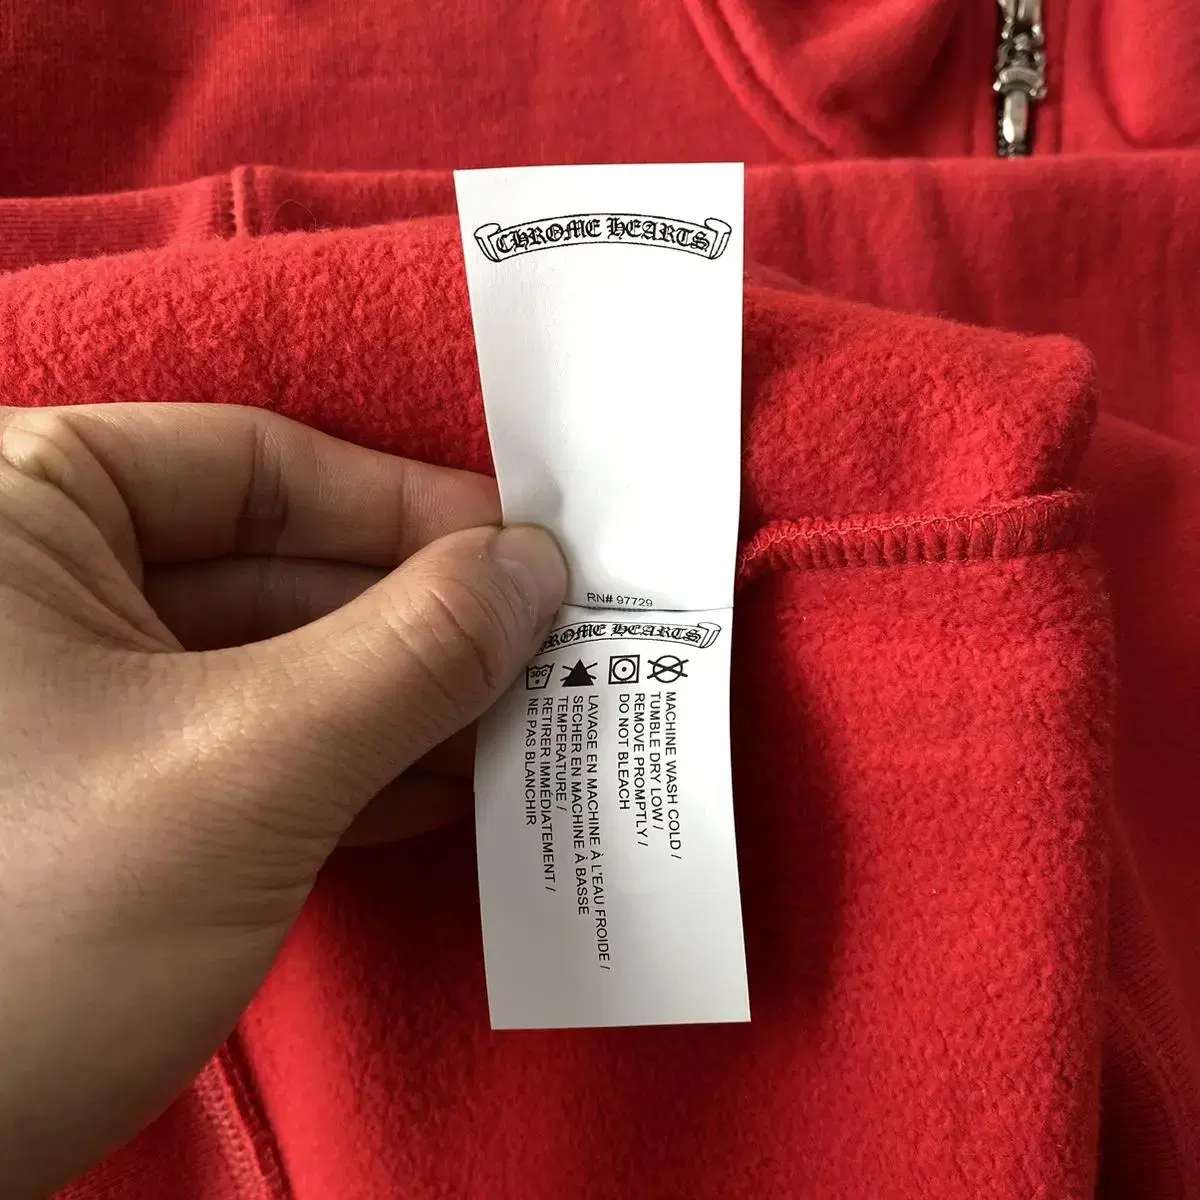 CHROME HEARTS
RN# 97729
HROME HEARTS
30C
MACHINE WASH COLD /
TUMBLE DRY LOW /
REMOVE PROMPTLY /
DO NOT BLEACH
LAVAGE EN MACHINE À L'EAU FROIDE /
SECHER EN MACHINE À BASSE
TEMPERATURE /
RETIRER IMMÉDIATEMENT /
NE PAS BLANCHIR